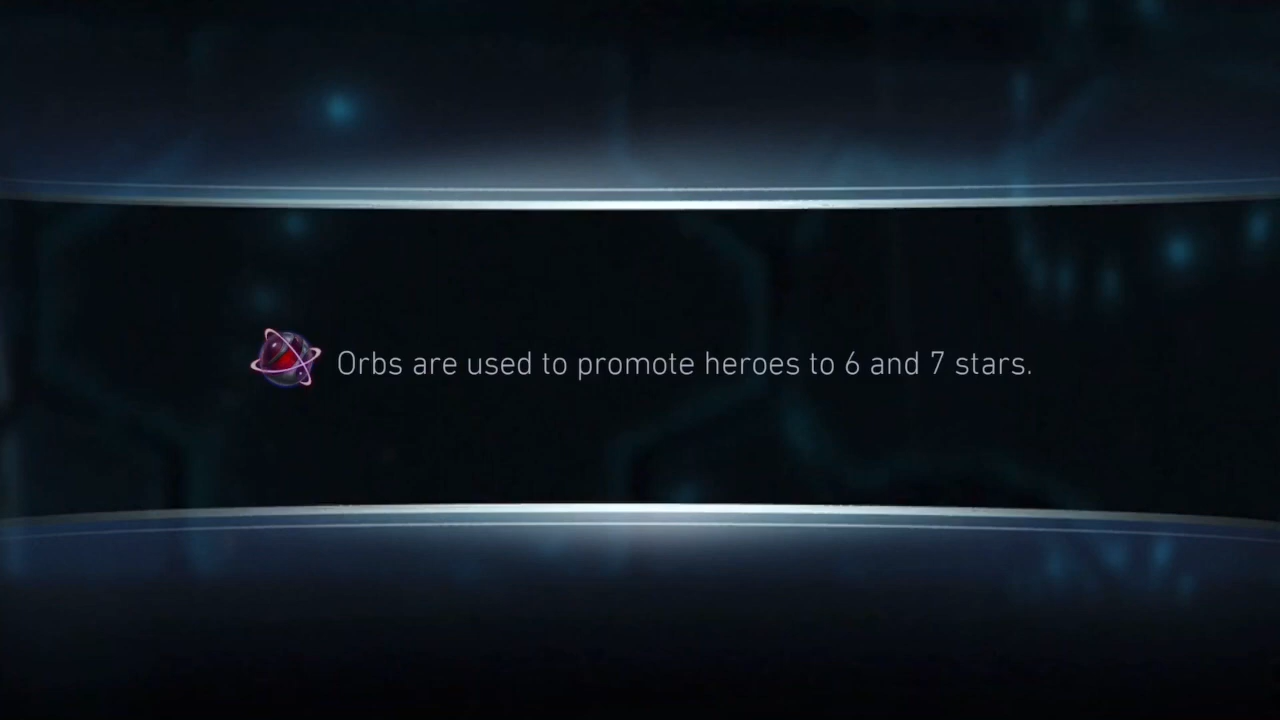 Orbs are used to promote heroes to 6 and 7 stars.